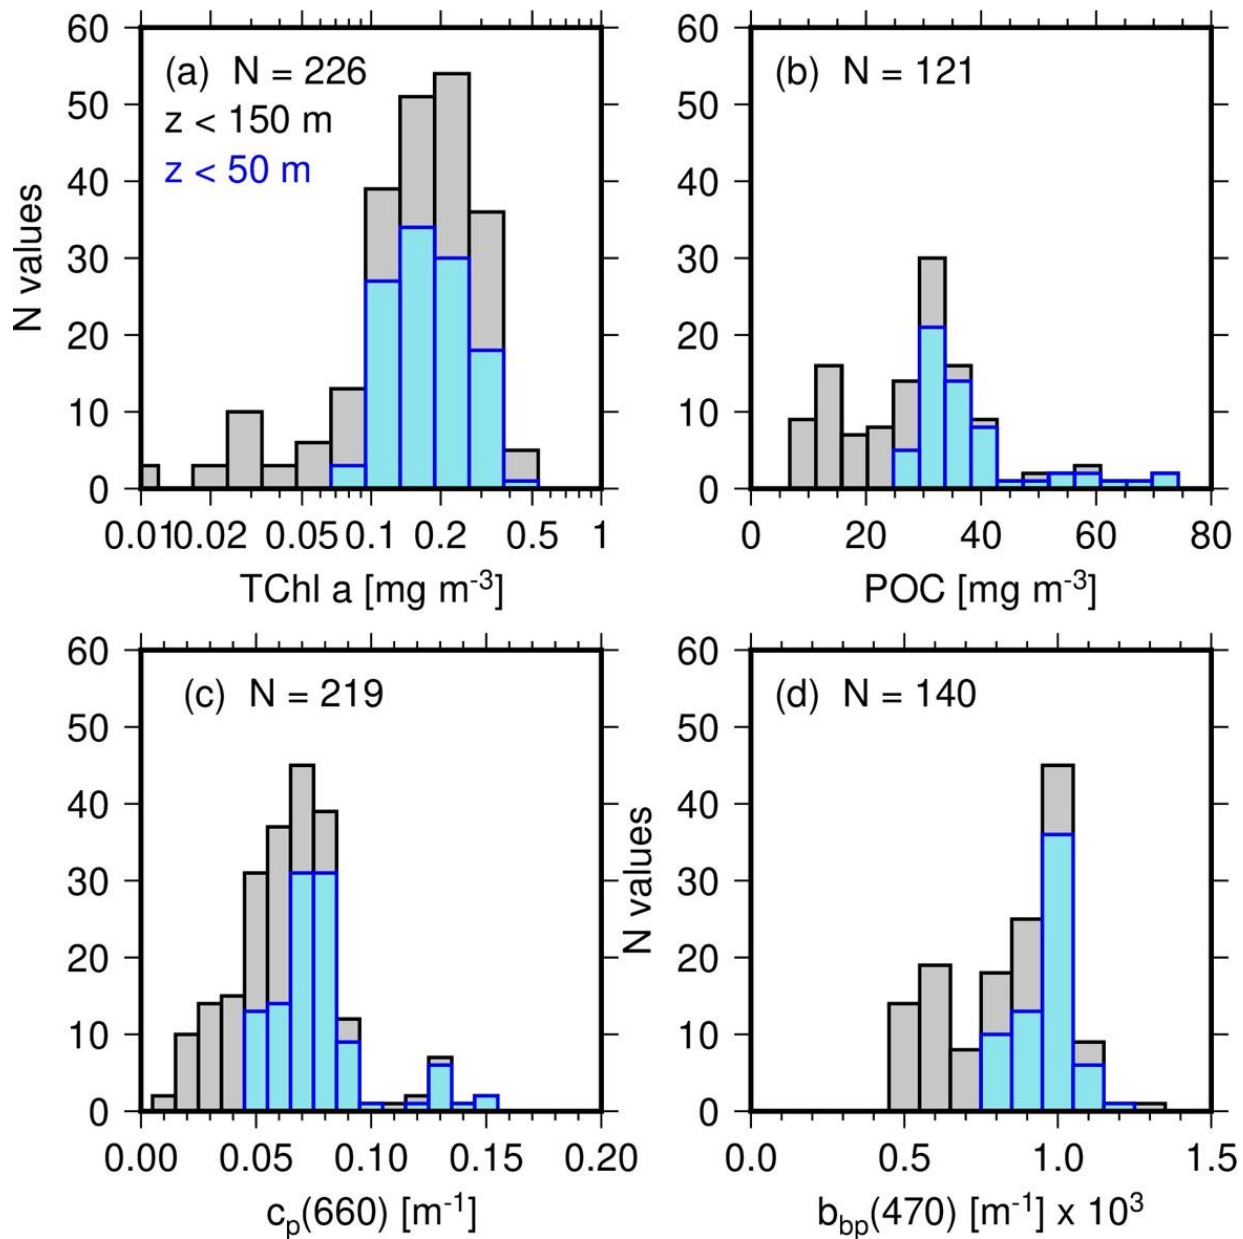 60
50
40
30
20
10
0
N values
(a) N = 226
z < 150 m
z < 50 m
0.01 0.02 0.05 0.1 0.2 0.5 1
TChl a [mg m⁻³]
60
50
40
30
20
10
0
(b) N = 121
0 20 40 60 80
POC [mg m⁻³]
60
50
40
30
20
10
0
(c) N = 219
0.00 0.05 0.10 0.15 0.20
cₚ(660) [m⁻¹]
60
50
40
30
20
10
0
N values
(d) N = 140
0.0 0.5 1.0 1.5
b_bp(470) [m⁻¹] x 10³